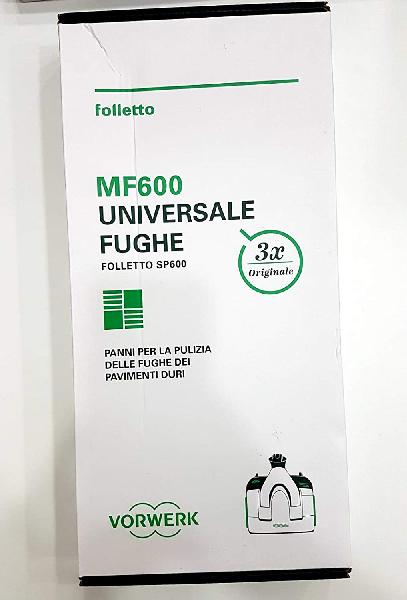 folletto
MF600
UNIVERSALE
FUGHE
FOLLETTO SP600
3x
Originale
PANNI PER LA PULIZIA
DELLE FUGHE DEI
PAVIMENTI DURI
VORWERK